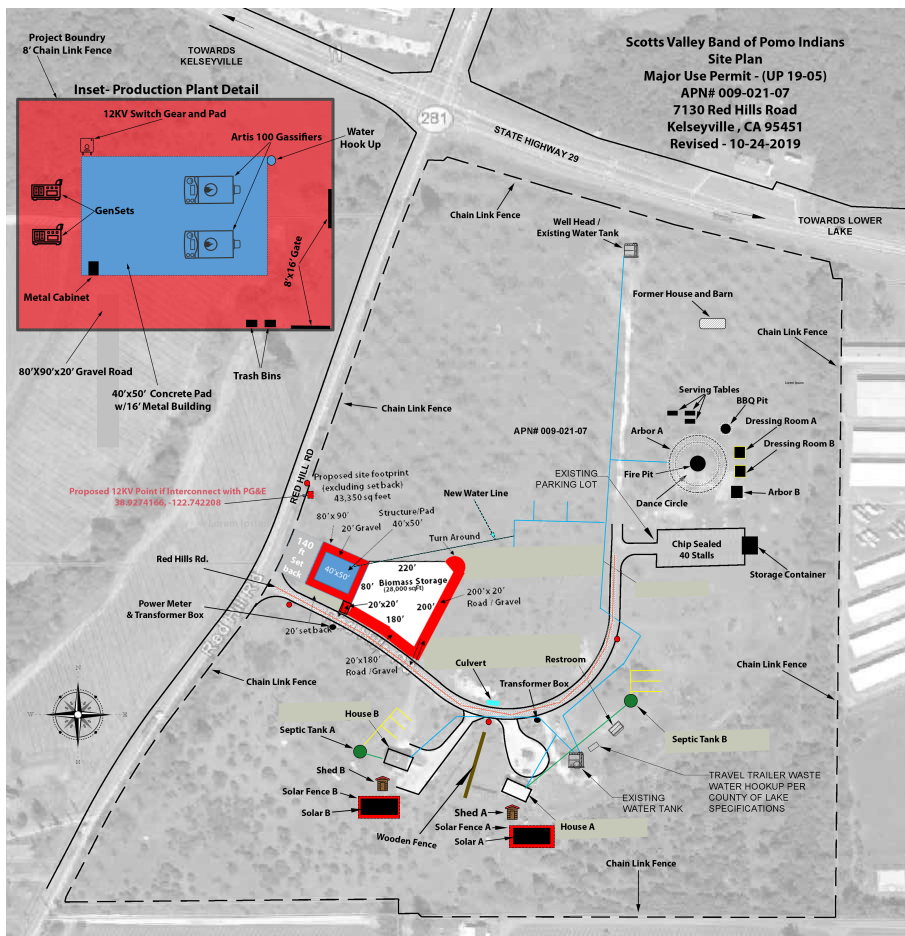 Scotts Valley Band of Pomo Indians
Site Plan
Major Use Permit - (UP 19-05)
APN# 009-021-07
7130 Red Hills Road
Kelseyville , CA 95451
Revised - 10-24-2019
Project Boundry
8' Chain Link Fence
TOWARDS
KELSEYVILLE
Inset- Production Plant Detail
12KV Switch Gear and Pad
Artis 100 Gassifiers
Water
Hook Up
GenSets
8'x16' Gate
Metal Cabinet
80'X90'x20' Gravel Road
40'x50' Concrete Pad
w/16' Metal Building
Trash Bins
281
STATE HIGHWAY 29
TOWARDS LOWER
LAKE
Chain Link Fence
Well Head /
Existing Water Tank
Former House and Barn
Chain Link Fence
Chain Link Fence
Serving Tables
BBQ Pit
Dressing Room A
Arbor A
Dressing Room B
APN# 009-021-07
Fire Pit
Dance Circle
Arbor B
EXISTING
PARKING LOT
RED HILL RD
Proposed site footprint
(excluding set back)
43,350 sq feet
Proposed 12KV Point if Interconnect with PG&E
38.9274166, -122.742208
New Water Line
Structure/Pad
40'x50'
80'x 90'
20' Gravel
Turn Around
Chip Sealed
40 Stalls
Storage Container
140
ft
Set
back
Red Hills Rd.
40'x50'
220'
80'
Biomass Storage
(28,000 sqFt)
200'x 20'
Road / Gravel
20'x20'
200'
180'
Power Meter
& Transformer Box
Red Hill Rd
20' set back
20'x180'
Road /Gravel
Culvert
Restroom
Chain Link Fence
Transformer Box
Chain Link Fence
N
W
E
S
House B
Septic Tank A
Septic Tank B
Shed B
Solar Fence B
Solar B
Wooden Fence
Shed A
Solar Fence A
Solar A
House A
EXISTING
WATER TANK
TRAVEL TRAILER WASTE
WATER HOOKUP PER
COUNTY OF LAKE
SPECIFICATIONS
Chain Link Fence